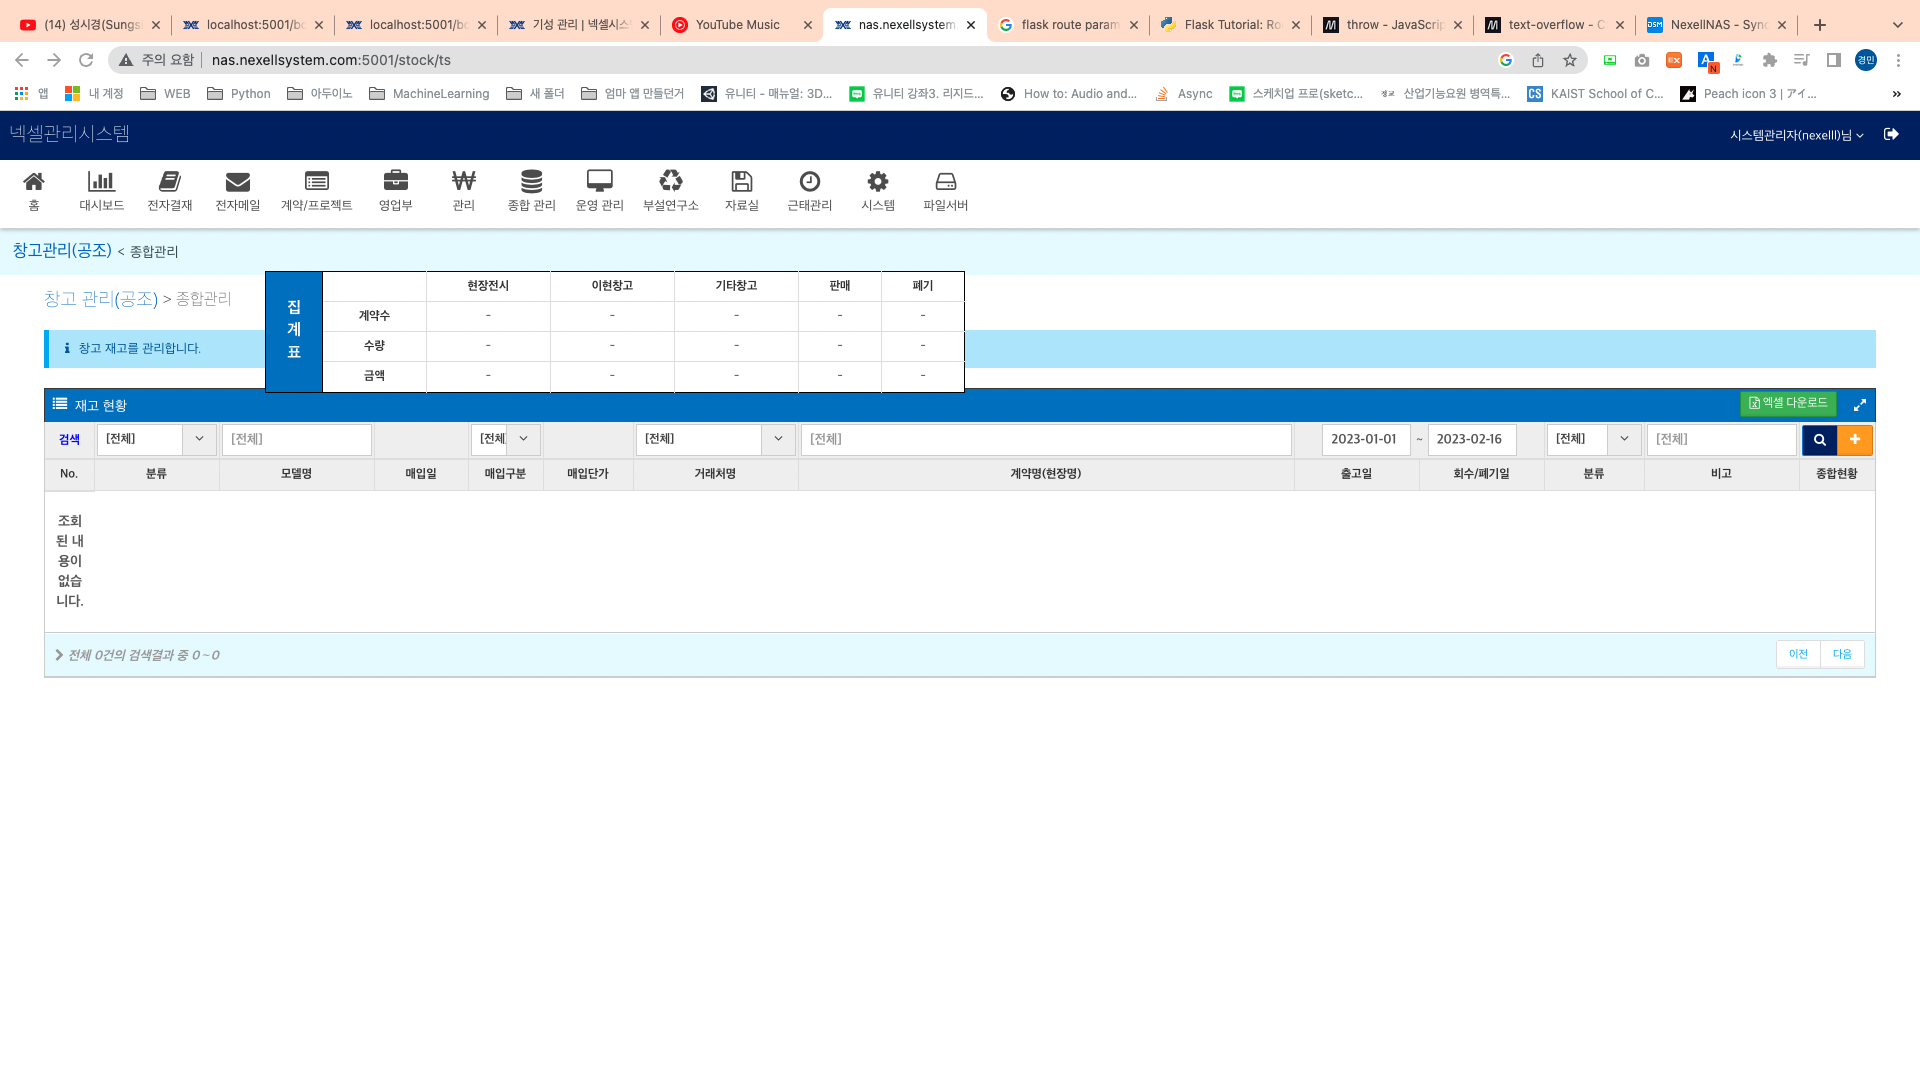 (14) 성시경(Sungs
localhost:5001/bo
localhost:5001/bo
기성 관리 | 넥셀시스
YouTube Music
nas.nexellsystem.
flask route param
Flask Tutorial: Ro
throw - JavaScrip
text-overflow - C
NexellNAS - Sync
주의 요함
nas.nexellsystem.com:5001/stock/ts
경민
앱
내 계정
WEB
Python
아두이노
MachineLearning
새 폴더
엄마 앱 만들던거
유니티 - 매뉴얼: 3D...
유니티 강좌3. 리지드...
How to: Audio and...
Async
스케치업 프로(sketc...
산업기능요원 병역특...
KAIST School of C...
Peach icon 3 | アイ...
넥셀관리시스템
시스템관리자(nexelll)님
홈
대시보드
전자결재
전자메일
계약/프로젝트
영업부
관리
종합 관리
운영 관리
부설연구소
자료실
근태관리
시스템
파일서버
창고관리(공조) < 종합관리
창고 관리(공조) > 종합관리
창고 재고를 관리합니다.
집
계
표
현장전시 이현창고 기타창고 판매 폐기
계약수 - - - - -
수량 - - - - -
금액 - - - - -
재고 현황
엑셀 다운로드
검색 [전체] [전체] [전체] [전체] [전체] 2023-01-01 ~ 2023-02-16 [전체] [전체]
No. 분류 모델명 매입일 매입구분 매입단가 거래처명 계약명(현장명) 출고일 회수/폐기일 분류 비고 종합현황
조회
된 내
용이
없습
니다.
전체 0건의 검색결과 중 0 ~ 0
이전 다음